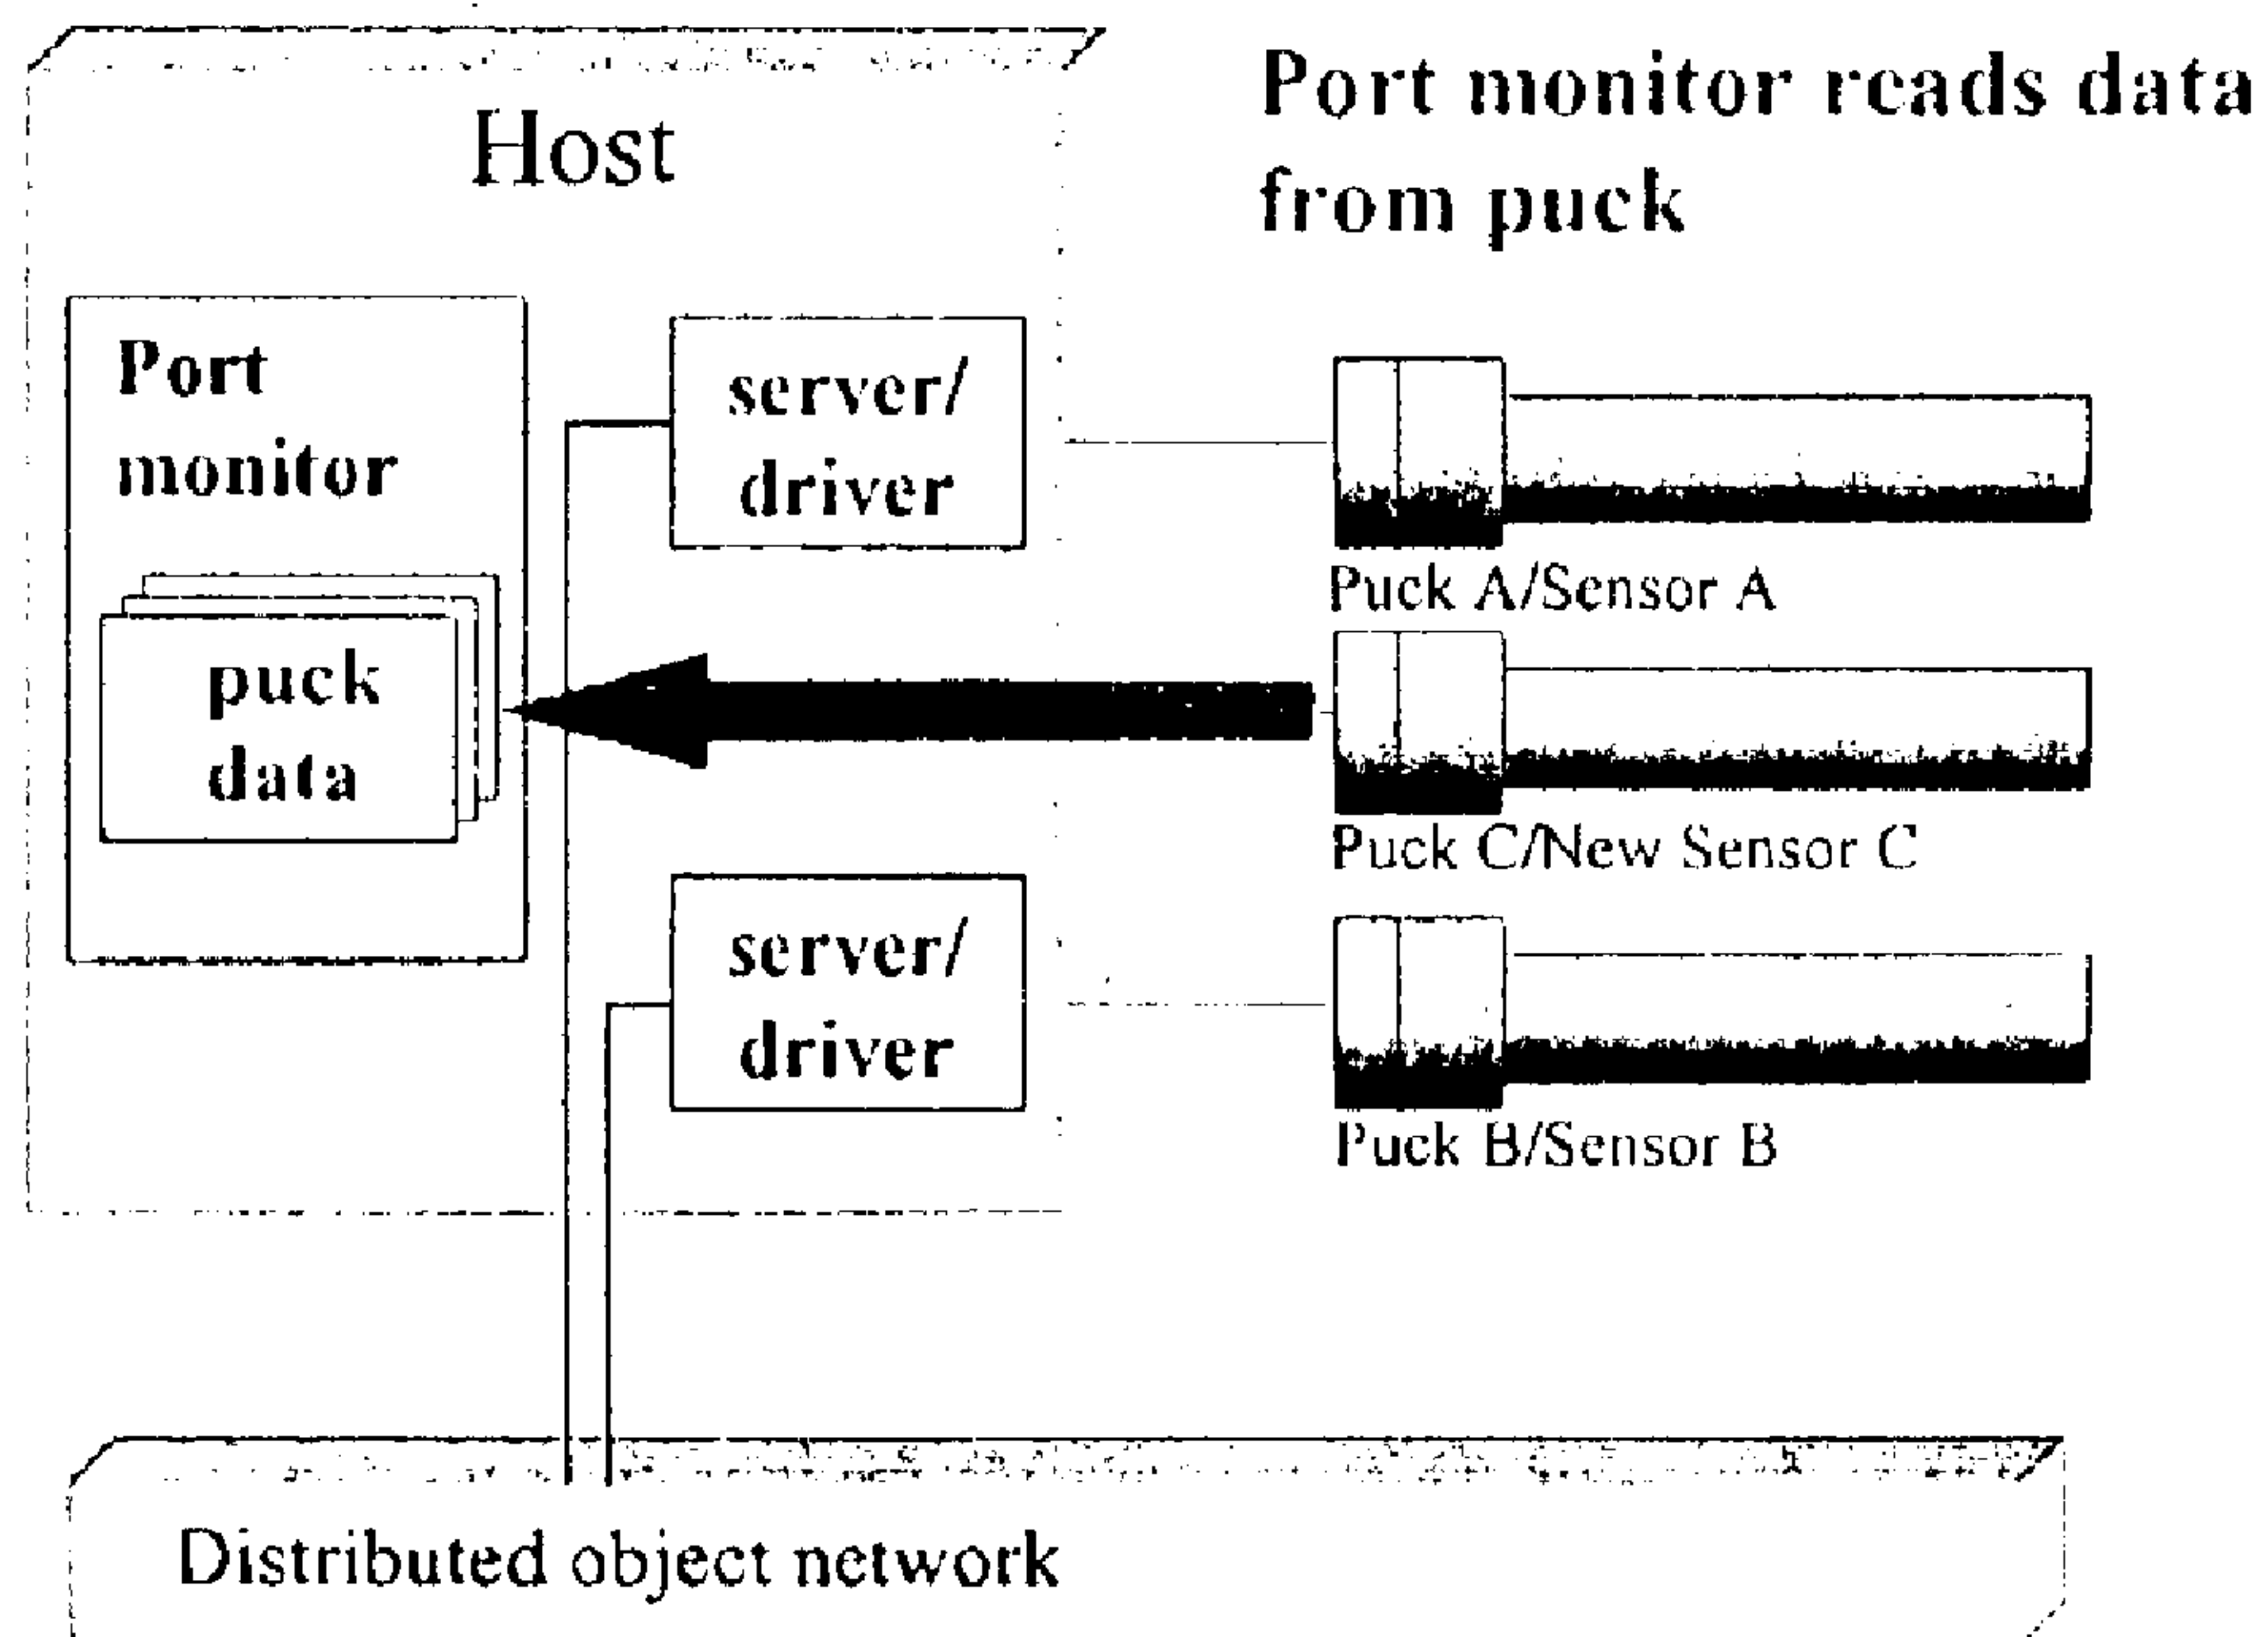 Host
Port monitor reads data
from puck
Port
monitor
server/
driver
Puck A/Sensor A
puck
data
Puck C/New Sensor C
server/
driver
Puck B/Sensor B
Distributed object network